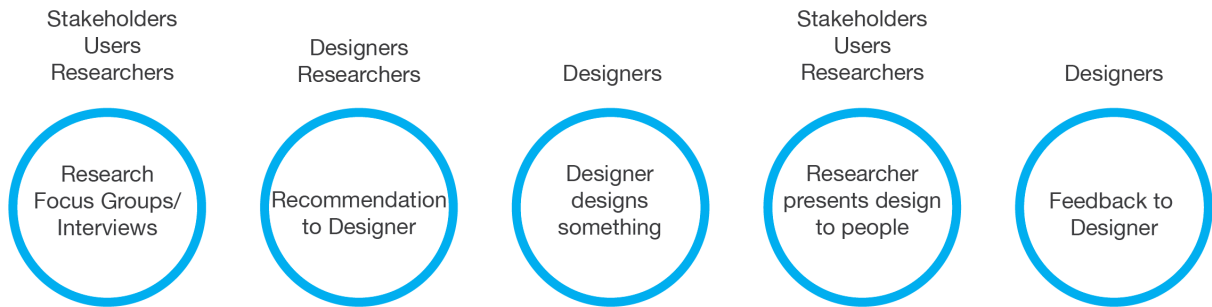 Stakeholders
Users
Researchers
Research
Focus Groups/
Interviews
Designers
Researchers
Recommendation
to Designer
Designers
Designer
designs
something
Stakeholders
Users
Researchers
Researcher
presents design
to people
Designers
Feedback to
Designer